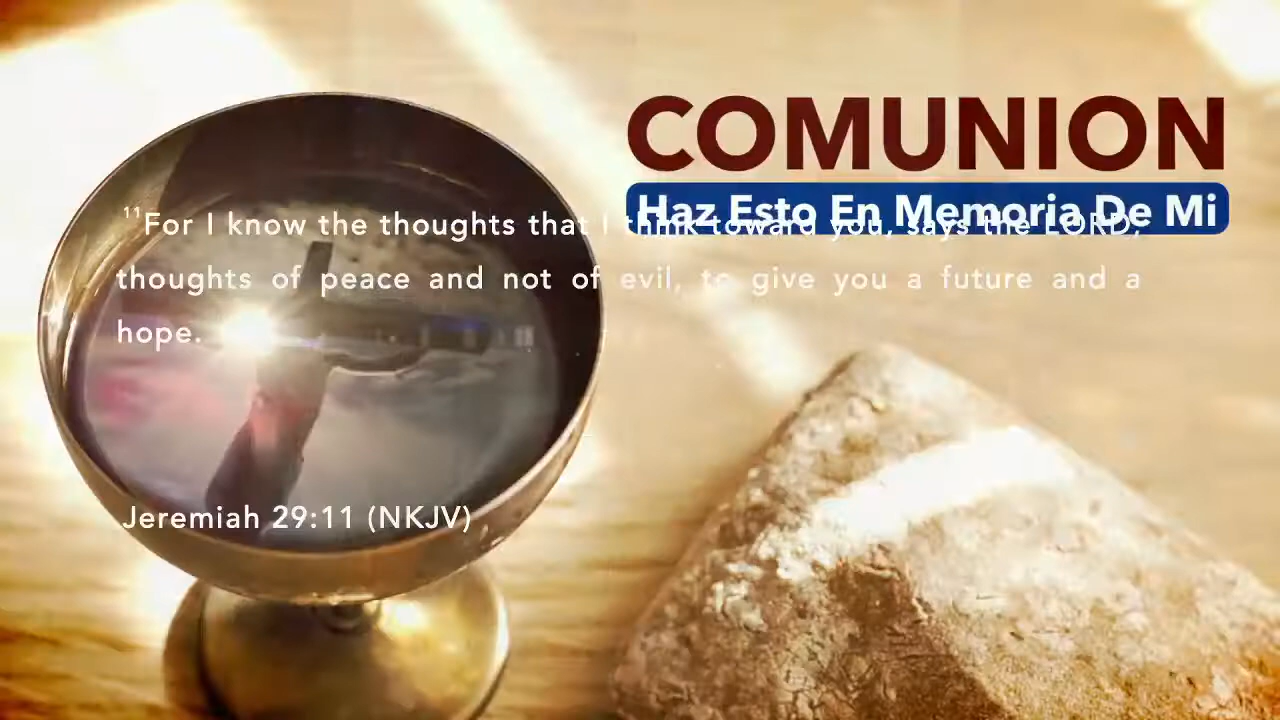 COMUNION
Haz Esto En Memoria De Mi
11For I know the thoughts that I think toward you, says the LORD,
thoughts of peace and not of evil, to give you a future and a
hope.
Jeremiah 29:11 (NKJV)